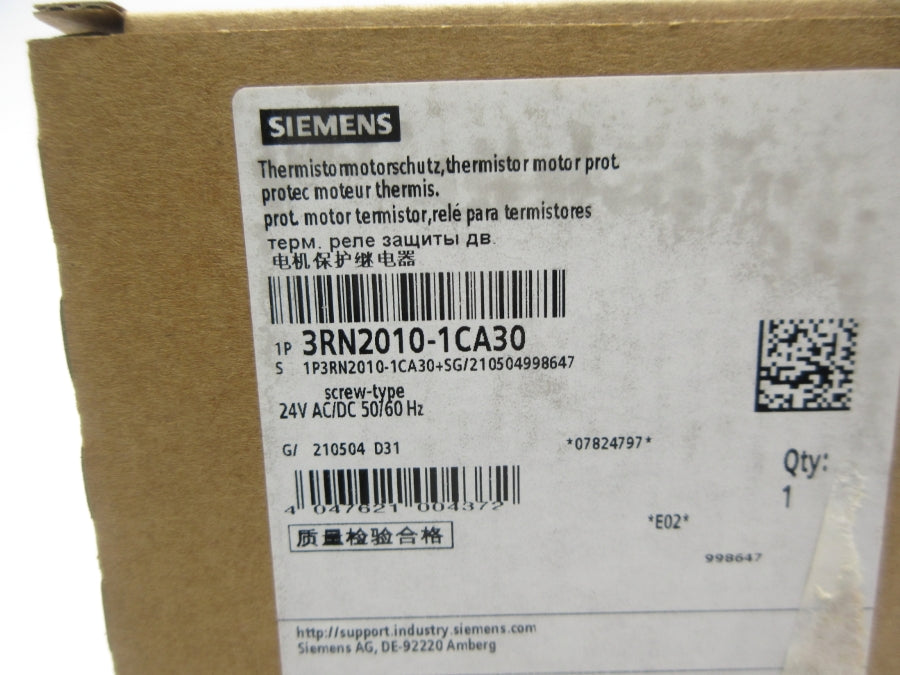 SIEMENS
Thermistormotorschutz,thermistor motor prot.
protec moteur thermis.
prot. motor termistor,relé para termistores
терм. реле защиты дв.
电机保护继电器
1P 3RN2010-1CA30
S 1P3RN2010-1CA30+SG/210504998647
screw-type
24V AC/DC 50/60 Hz
G/ 210504 D31
*07824797*
Qty:
1
4 047621 004372
*E02*
质量检验合格
998647
http://support.industry.siemens.com
Siemens AG, DE-92220 Amberg